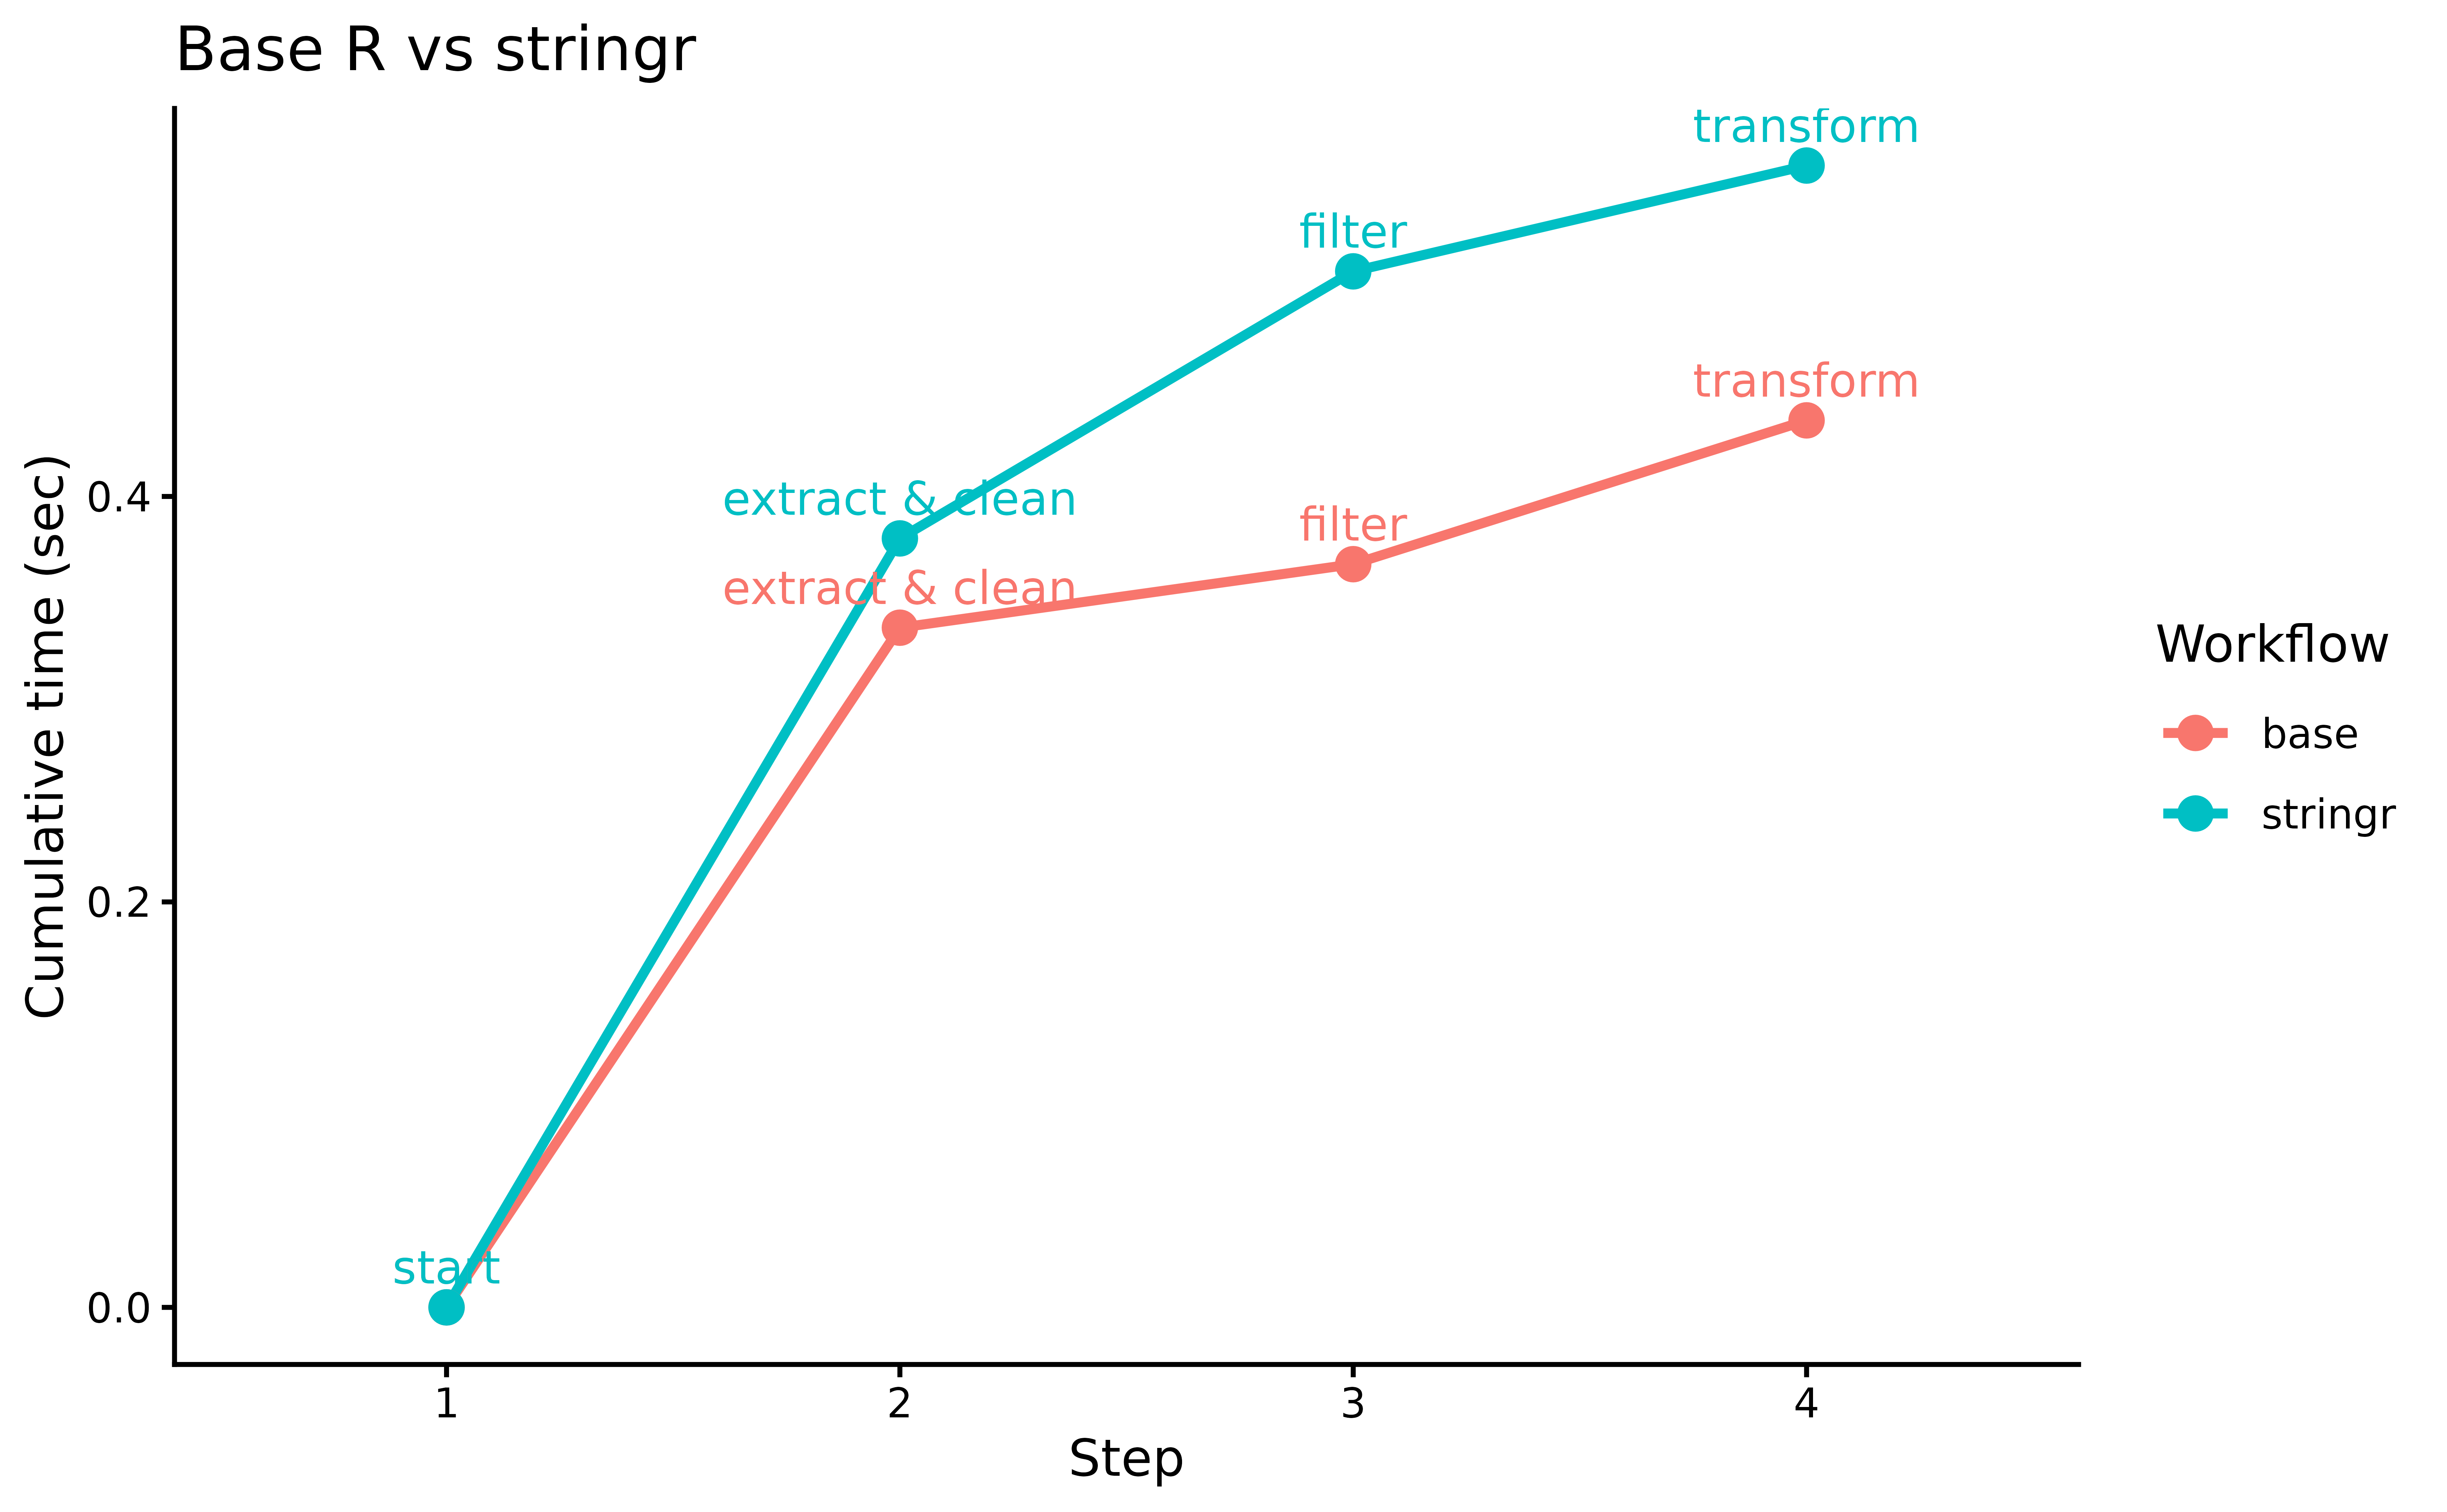 Base R vs stringr
transform
filter
transform
extract & clean
filter
extract & clean
start
Cumulative time (sec)
0.4
0.2
0.0
1
2
3
4
Step
Workflow
base
stringr